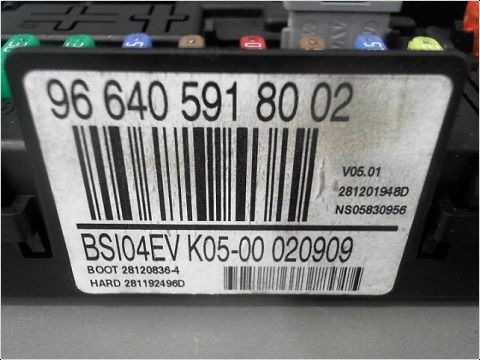 96 640 591 80 02
V05.01
281201948D
NS05830956
BSI04EV K05-00 020909
BOOT 28120836-4
HARD 281192496D